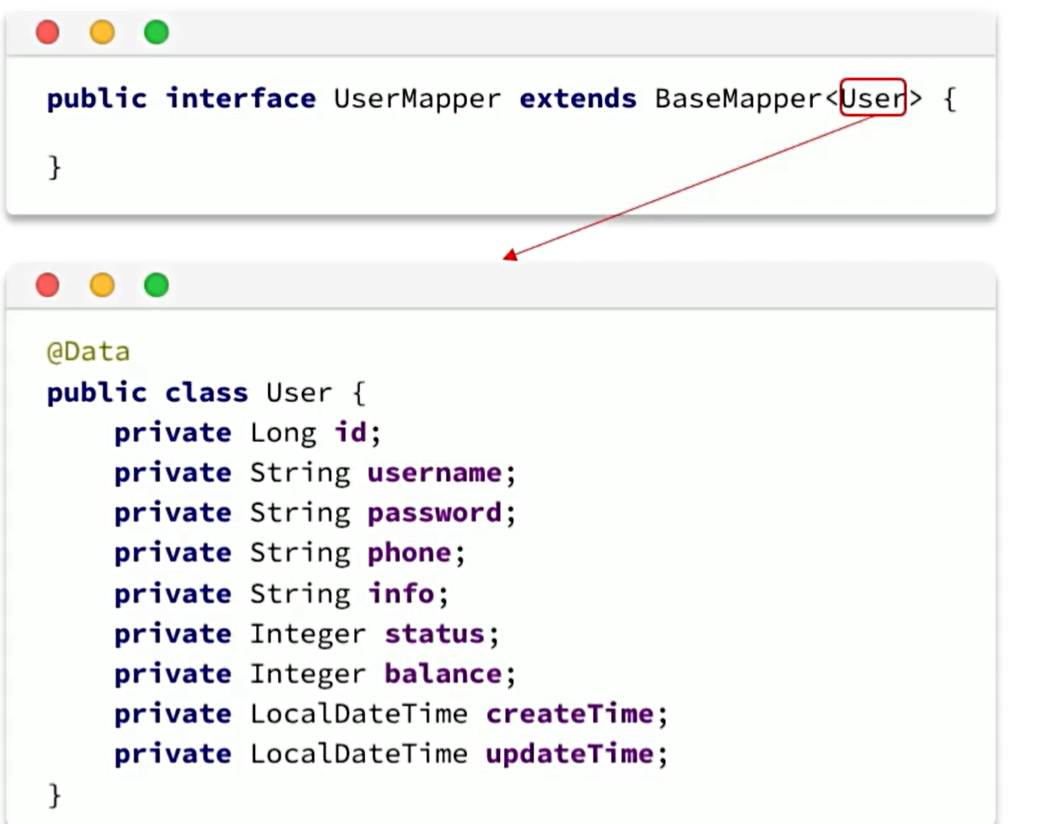 public interface UserMapper extends BaseMapper<User> {
}
@Data
public class User {
    private Long id;
    private String username;
    private String password;
    private String phone;
    private String info;
    private Integer status;
    private Integer balance;
    private LocalDateTime createTime;
    private LocalDateTime updateTime;
}